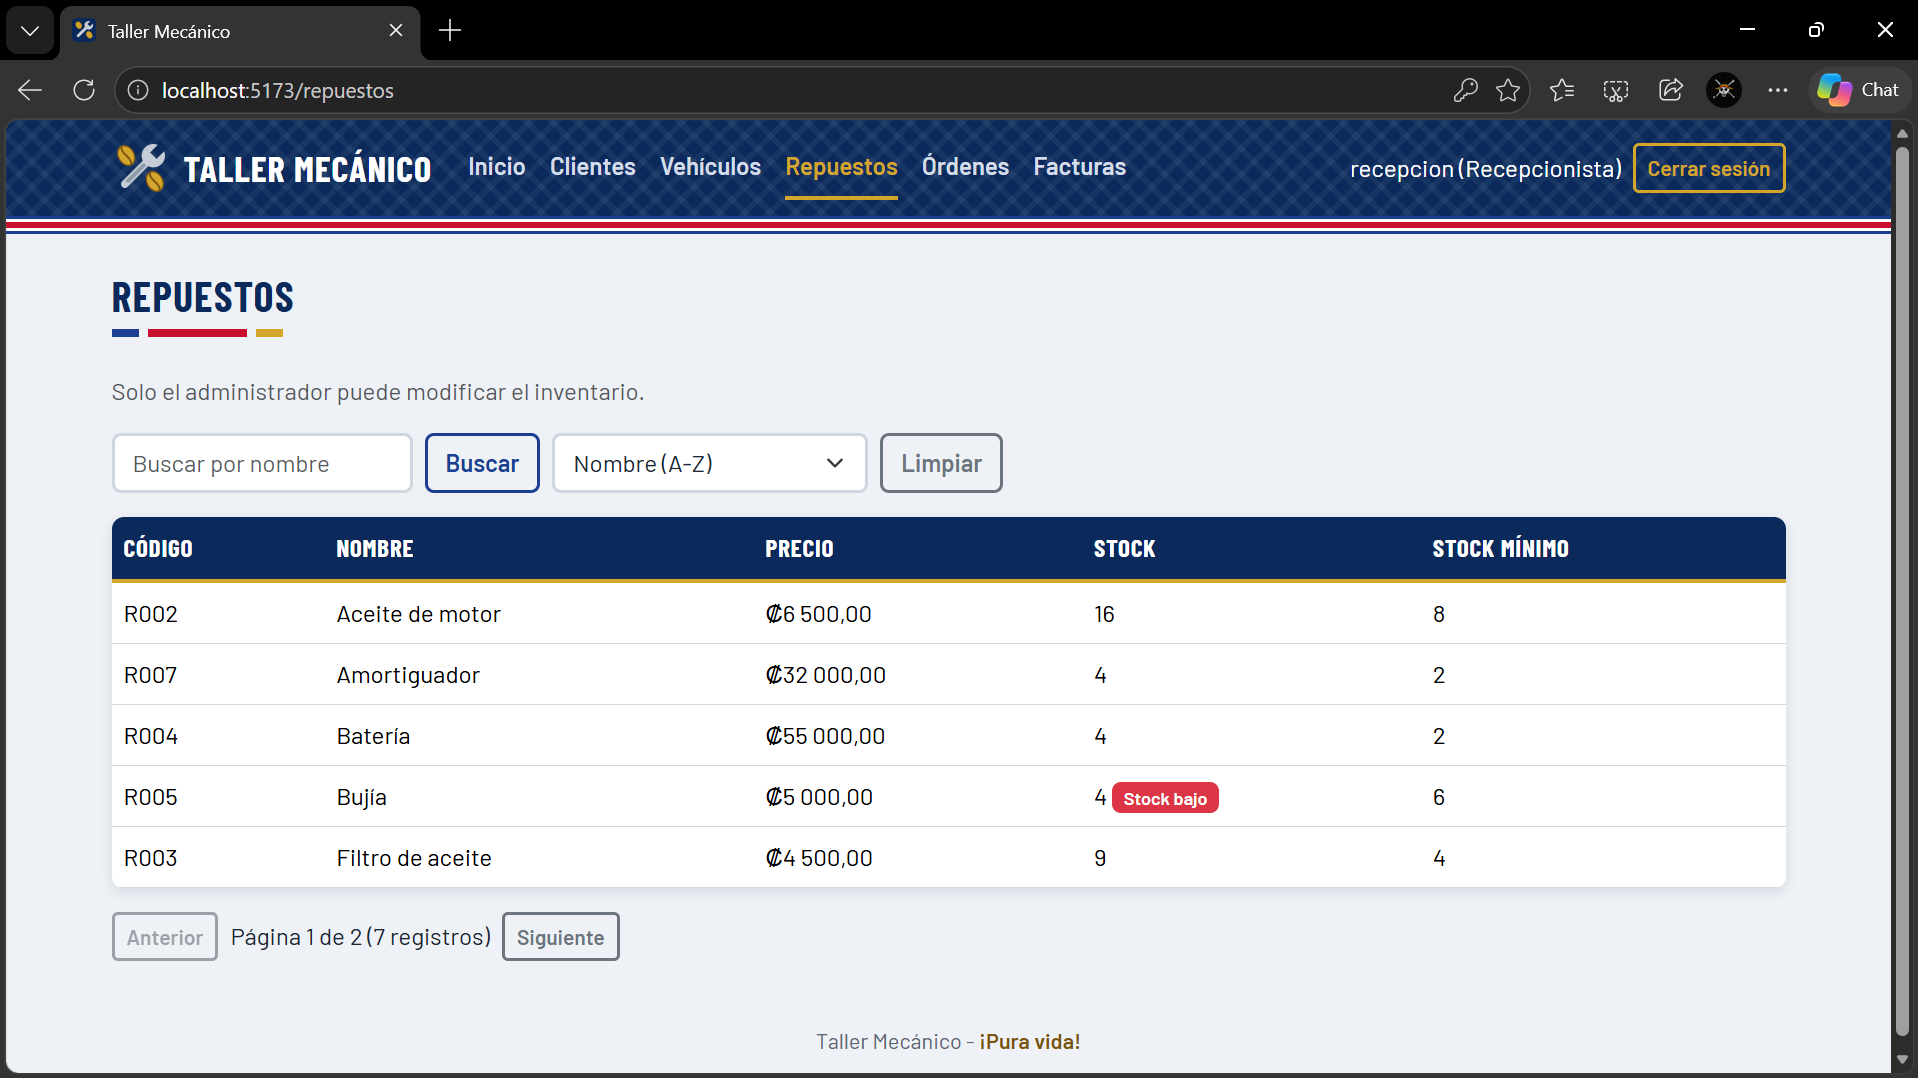 Taller Mecánico
localhost:5173/repuestos
Chat
TALLER MECÁNICO Inicio Clientes Vehículos Repuestos Órdenes Facturas recepcion (Recepcionista) Cerrar sesión
REPUESTOS
Solo el administrador puede modificar el inventario.
Buscar por nombre Buscar Nombre (A-Z) Limpiar
CÓDIGO NOMBRE PRECIO STOCK STOCK MÍNIMO
R002 Aceite de motor ₡6 500,00 16 8
R007 Amortiguador ₡32 000,00 4 2
R004 Batería ₡55 000,00 4 2
R005 Bujía ₡5 000,00 4 Stock bajo 6
R003 Filtro de aceite ₡4 500,00 9 4
Anterior Página 1 de 2 (7 registros) Siguiente
Taller Mecánico - ¡Pura vida!